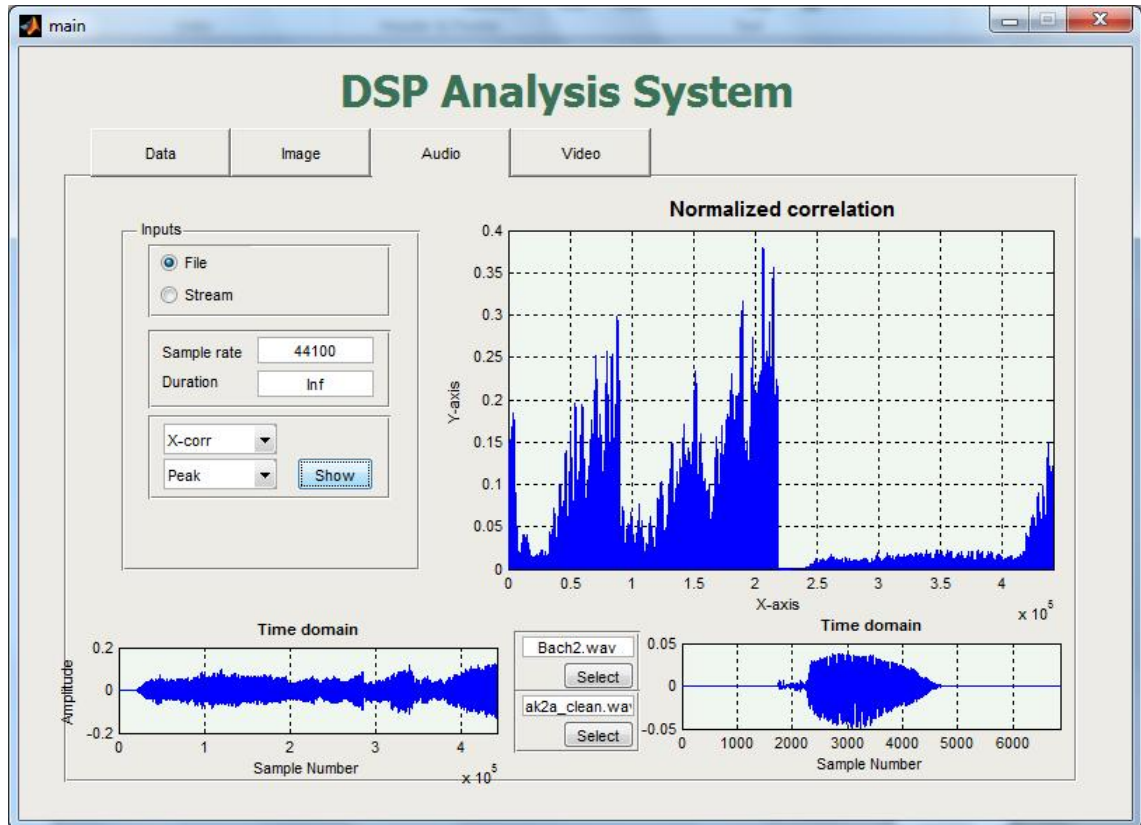 main
DSP Analysis System
Data Image Audio Video
Inputs
File
Stream
Sample rate 44100
Duration Inf
X-corr
Peak Show
Normalized correlation
0.4
0.35
0.3
0.25
0.2
0.15
0.1
0.05
0
Y-axis
0 0.5 1 1.5 2 2.5 3 3.5 4
X-axis
x 10^5
Time domain
0.2
0
-0.2
Amplitude
0 1 2 3 4
Sample Number
x 10^5
Bach2.wav
Select
ak2a_clean.wav
Select
Time domain
0.05
0
-0.05
0 1000 2000 3000 4000 5000 6000
Sample Number